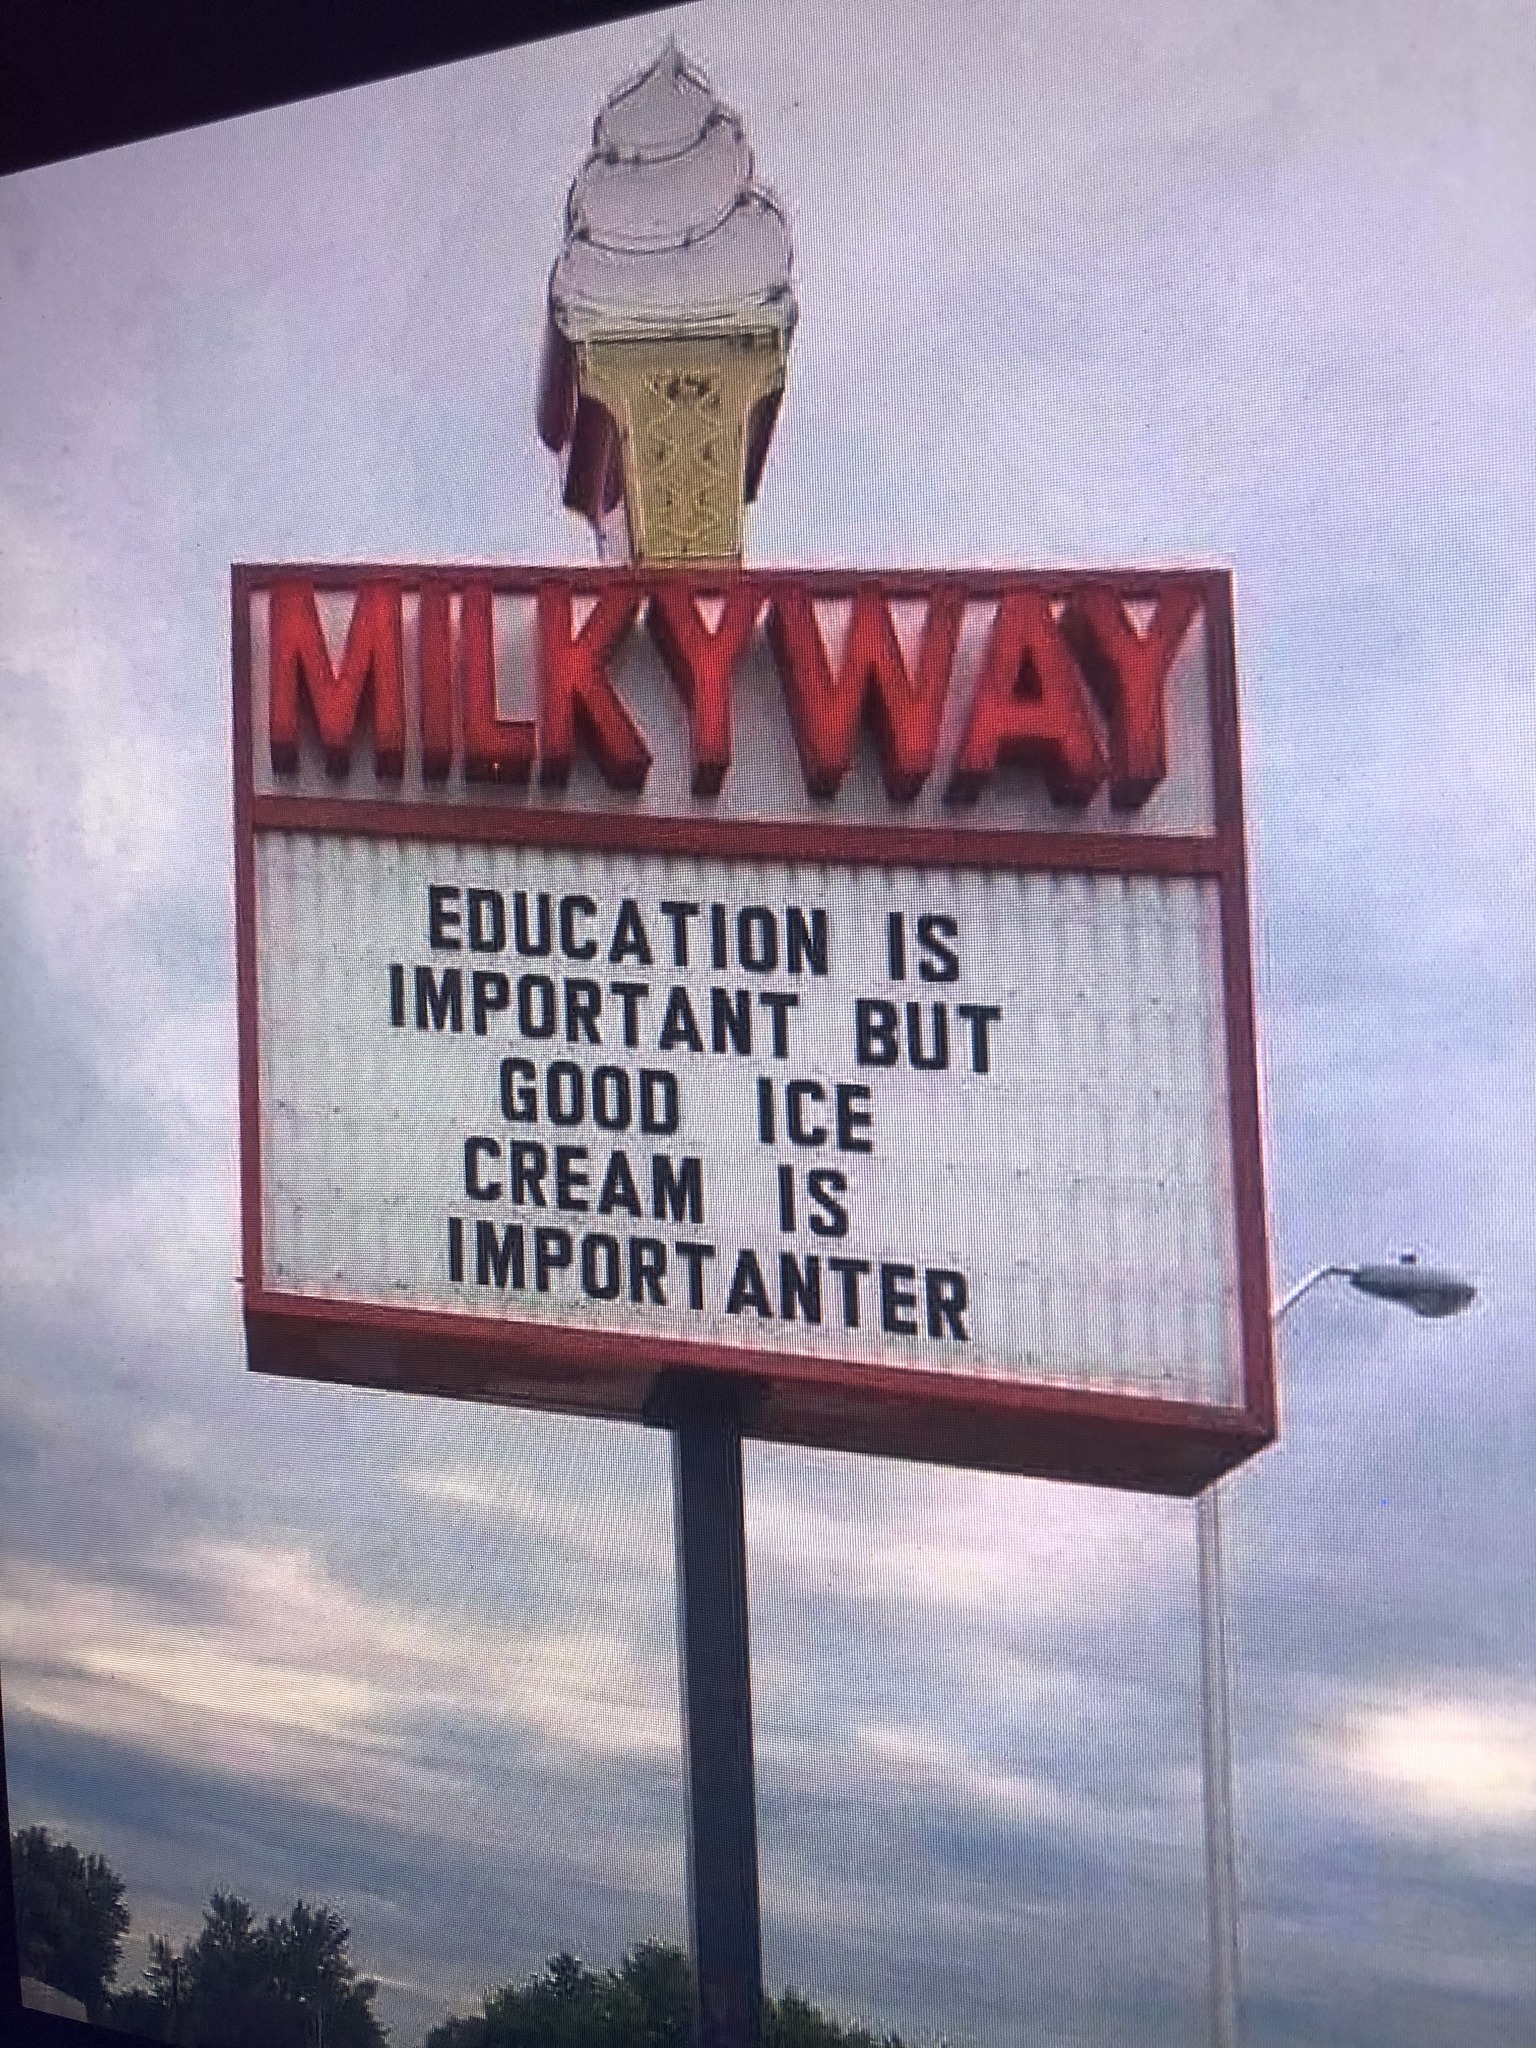 MILKYWAY
EDUCATION IS
IMPORTANT BUT
GOOD ICE
CREAM IS
IMPORTANTER